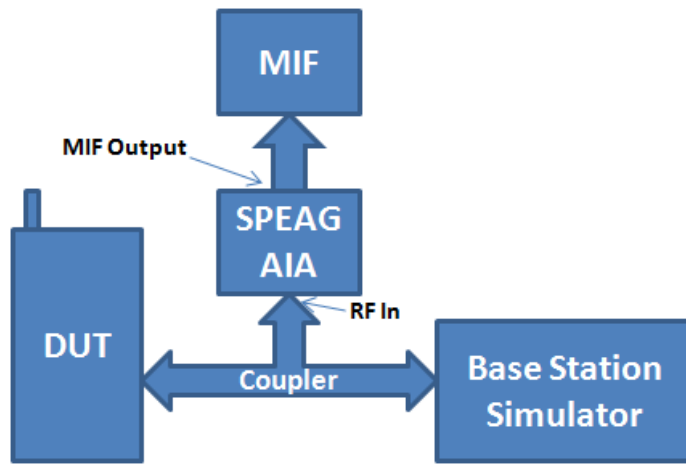 MIF
MIF Output
SPEAG
AIA
RF In
DUT
Coupler
Base Station
Simulator